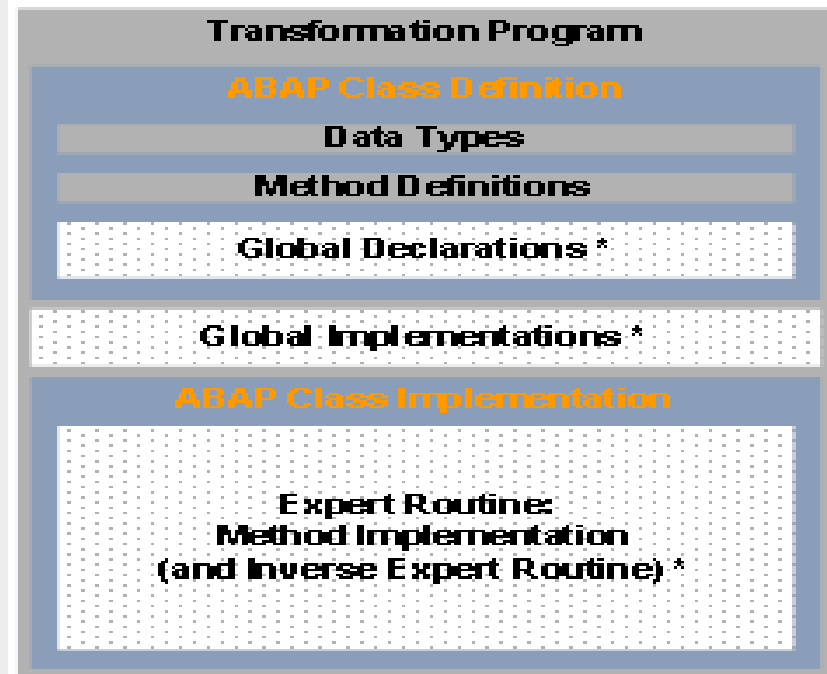 Transformation Program
ABAP Class Definition
Data Types
Method Definitions
Global Declarations *
Global Implementations *
ABAP Class Implementation
Expert Routine:
Method Implementation
(and Inverse Expert Routine) *